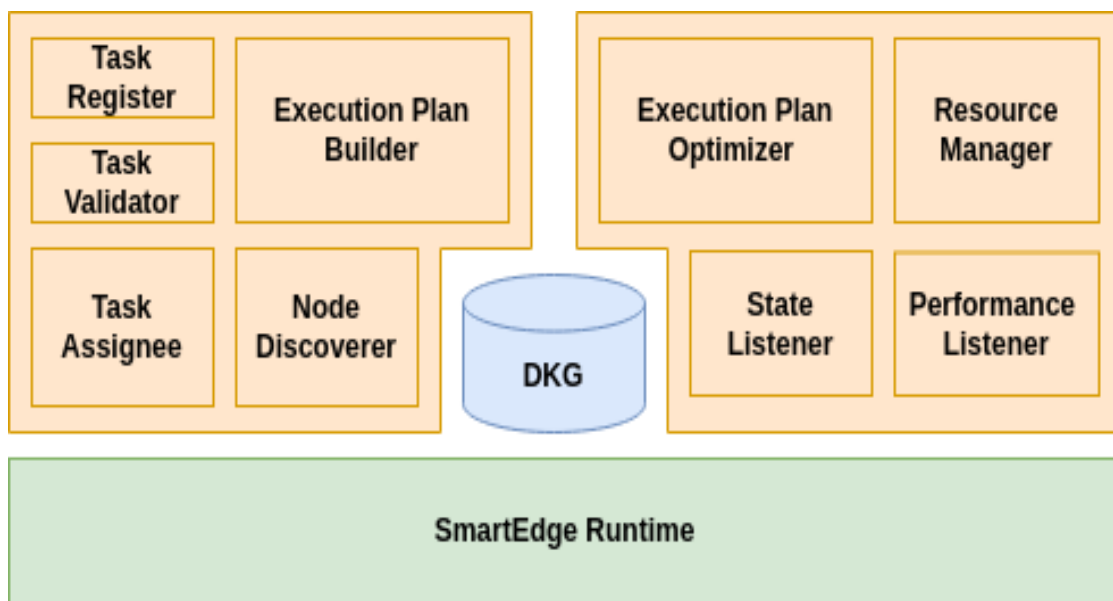 Task
Register
Task
Validator
Execution Plan
Builder
Task
Assignee
Node
Discoverer
Execution Plan
Optimizer
Resource
Manager
State
Listener
Performance
Listener
DKG
SmartEdge Runtime